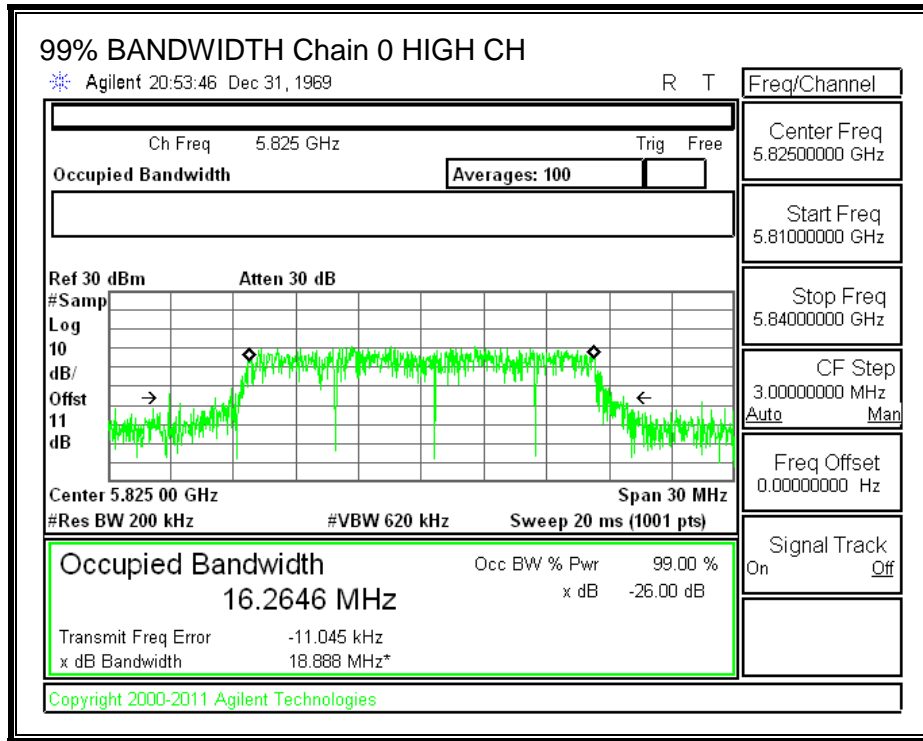 99% BANDWIDTH Chain 0 HIGH CH
Agilent 20:53:46 Dec 31, 1969 R T
Ch Freq 5.825 GHz Trig Free
Occupied Bandwidth Averages: 100
Ref 30 dBm Atten 30 dB
#Samp
Log
10
dB/
Offst
11
dB
Center 5.825 00 GHz Span 30 MHz
#Res BW 200 kHz #VBW 620 kHz Sweep 20 ms (1001 pts)
Occupied Bandwidth Occ BW % Pwr 99.00 %
16.2646 MHz x dB -26.00 dB
Transmit Freq Error -11.045 kHz
x dB Bandwidth 18.888 MHz*
Copyright 2000-2011 Agilent Technologies
Freq/Channel
Center Freq
5.82500000 GHz
Start Freq
5.81000000 GHz
Stop Freq
5.84000000 GHz
CF Step
3.00000000 MHz
Auto Man
Freq Offset
0.00000000 Hz
Signal Track
On Off